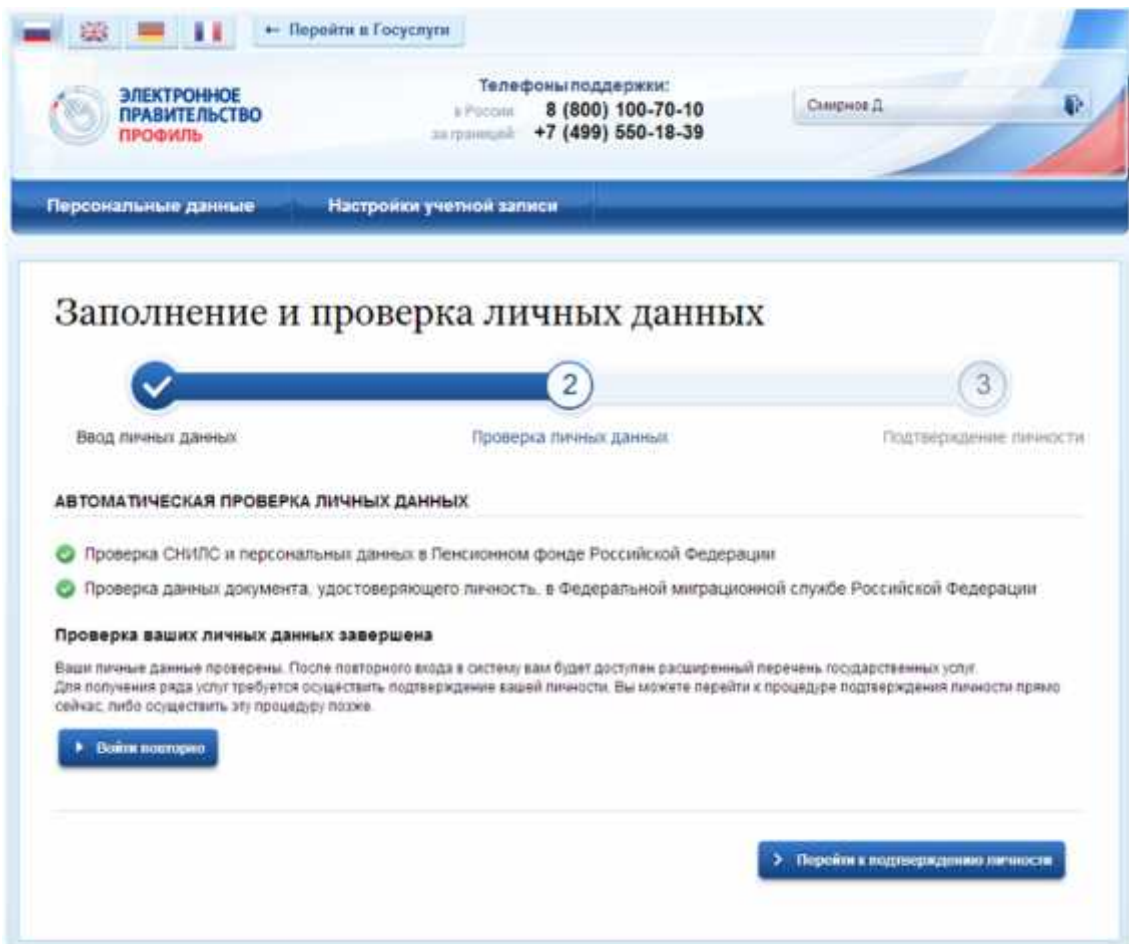 ← Перейти в Госуслуги
ЭЛЕКТРОННОЕ
ПРАВИТЕЛЬСТВО
ПРОФИЛЬ
Телефоны поддержки:
в России 8 (800) 100-70-10
за границей +7 (499) 550-18-39
Смирнов Д.
Персональные данные Настройки учетной записи
Заполнение и проверка личных данных
2 3
Ввод личных данных Проверка личных данных Подтверждение личности
АВТОМАТИЧЕСКАЯ ПРОВЕРКА ЛИЧНЫХ ДАННЫХ
Проверка СНИЛС и персональных данных в Пенсионном фонде Российской Федерации
Проверка данных документа, удостоверяющего личность, в Федеральной миграционной службе Российской Федерации
Проверка ваших личных данных завершена
Ваши личные данные проверены. После повторного входа в систему вам будет доступен расширенный перечень государственных услуг.
Для получения ряда услуг требуется осуществить подтверждение вашей личности. Вы можете перейти к процедуре подтверждения личности прямо
сейчас, либо осуществить эту процедуру позже.
Войти повторно
Перейти к подтверждению личности